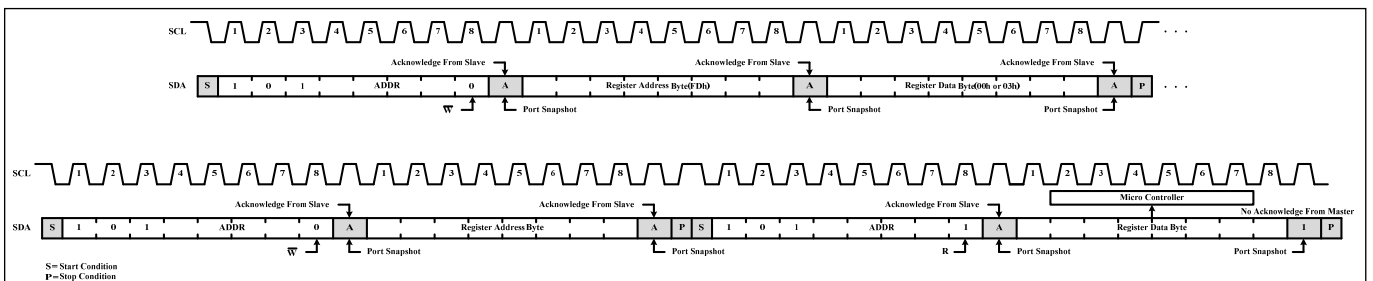 SCL 1 2 3 4 5 6 7 8 1 2 3 4 5 6 7 8 1 2 3 4 5 6 7 8 . . .
Acknowledge From Slave Acknowledge From Slave Acknowledge From Slave
SDA S 1 0 1 ADDR 0 A Register Address Byte(FDh) A Register Data Byte(00h or 03h) A P . . .
W̅ Port Snapshot Port Snapshot Port Snapshot
SCL 1 2 3 4 5 6 7 8 1 2 3 4 5 6 7 8 1 2 3 4 5 6 7 8 1 2 3 4 5 6 7 8
Micro Controller
Acknowledge From Slave Acknowledge From Slave Acknowledge From Slave No Acknowledge From Master
SDA S 1 0 1 ADDR 0 A Register Address Byte A P S 1 0 1 ADDR 1 A Register Data Byte 1 P
W̅ Port Snapshot Port Snapshot R Port Snapshot Port Snapshot
S=Start Condition
P=Stop Condition